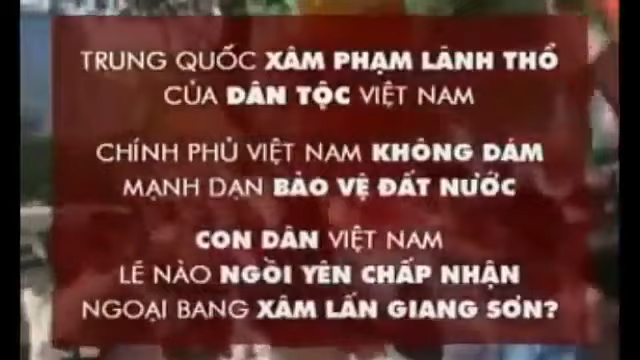 TRUNG QUỐC XÂM PHẠM LÃNH THỔ
CỦA DÂN TỘC VIỆT NAM
CHÍNH PHỦ VIỆT NAM KHÔNG DÁM
MẠNH DẠN BẢO VỆ ĐẤT NƯỚC
CON DÂN VIỆT NAM
LẼ NÀO NGỒI YÊN CHẤP NHẬN
NGOẠI BANG XÂM LẤN GIANG SƠN?